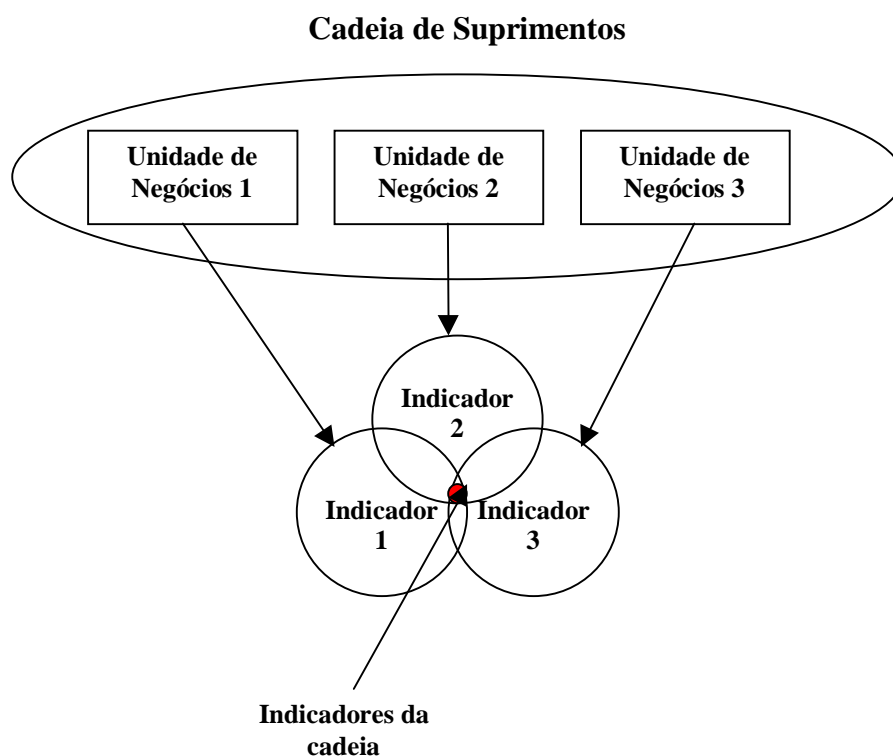 Cadeia de Suprimentos
Unidade de
Negócios 1
Unidade de
Negócios 2
Unidade de
Negócios 3
Indicador
2
Indicador
1
Indicador
3
Indicadores da
cadeia